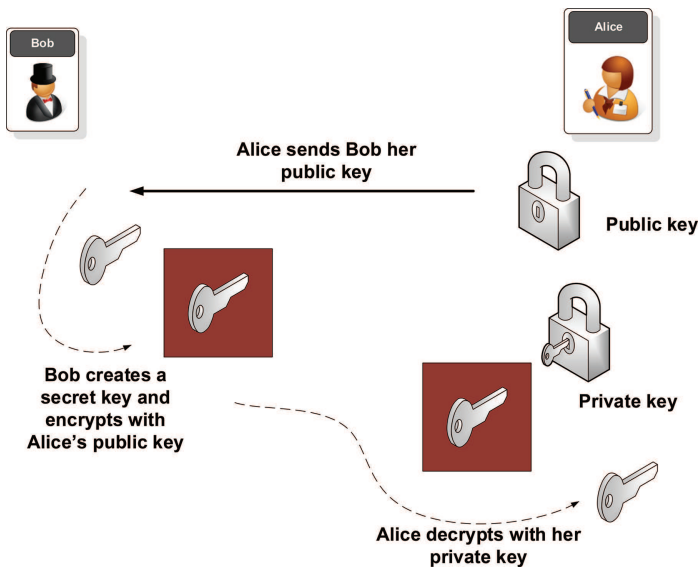 Bob
Alice
Alice sends Bob her
public key
Public key
Bob creates a
secret key and
encrypts with
Alice's public key
Private key
Alice decrypts with her
private key